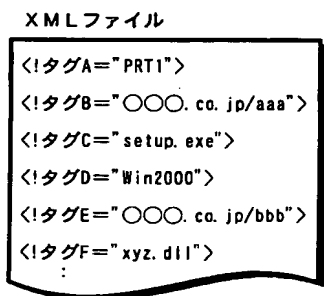 XMLファイル
<!タグA="PRT1">
<!タグB="○○○.co.jp/aaa">
<!タグC="setup.exe">
<!タグD="Win2000">
<!タグE="○○○.co.jp/bbb">
<!タグF="xyz.dll">
: